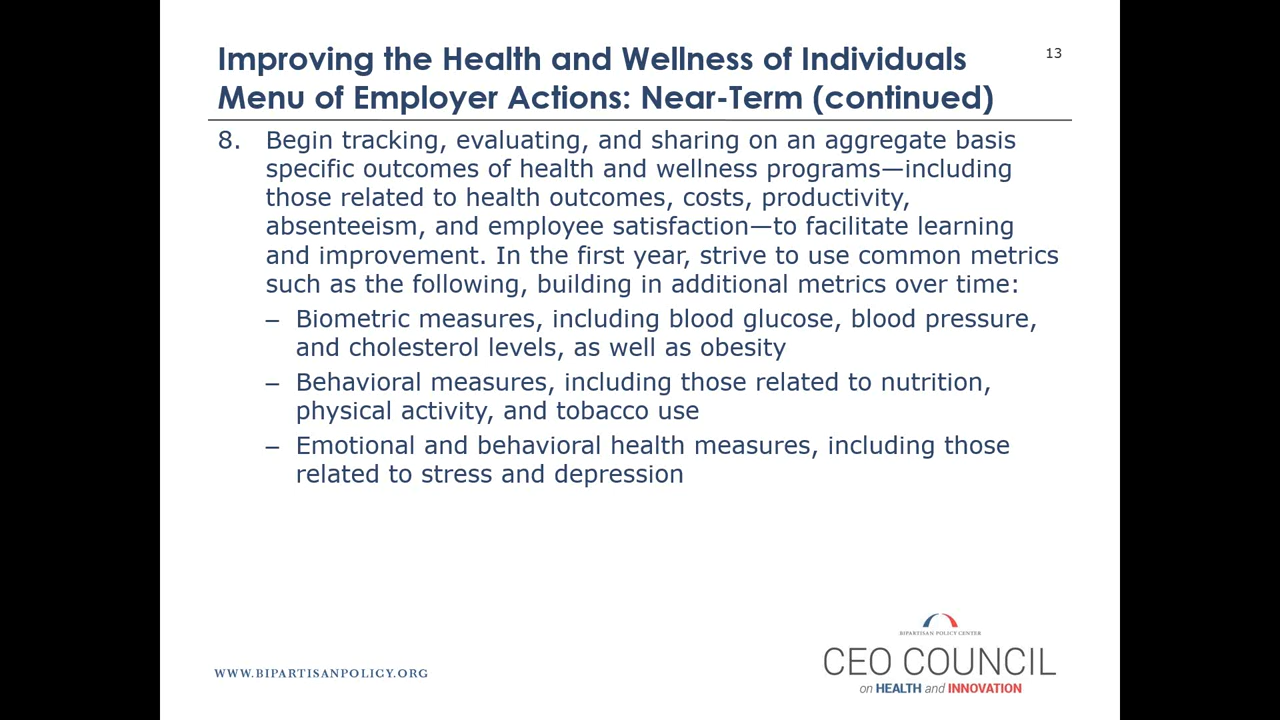 Improving the Health and Wellness of Individuals
Menu of Employer Actions: Near-Term (continued)
13
8. Begin tracking, evaluating, and sharing on an aggregate basis
specific outcomes of health and wellness programs—including
those related to health outcomes, costs, productivity,
absenteeism, and employee satisfaction—to facilitate learning
and improvement. In the first year, strive to use common metrics
such as the following, building in additional metrics over time:
– Biometric measures, including blood glucose, blood pressure,
and cholesterol levels, as well as obesity
– Behavioral measures, including those related to nutrition,
physical activity, and tobacco use
– Emotional and behavioral health measures, including those
related to stress and depression
WWW.BIPARTISANPOLICY.ORG
BIPARTISAN POLICY CENTER
CEO COUNCIL
on HEALTH and INNOVATION